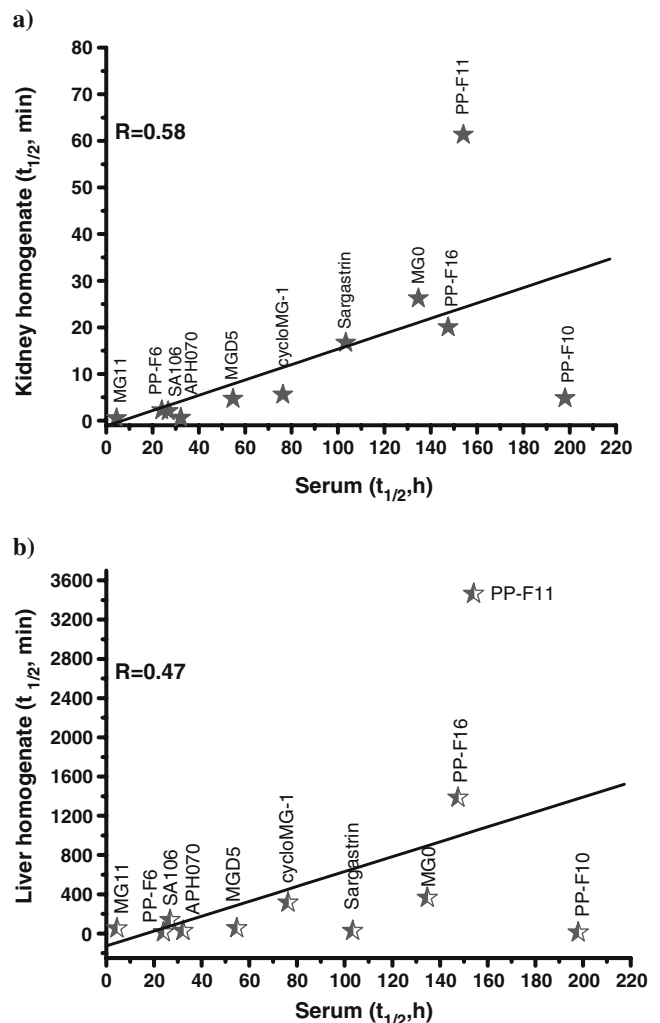 a)
Kidney homogenate (t1/2, min)
80
70
60
50
40
30
20
10
0
R=0.58
MG11
PP-F6
SA106
APH070
MGD5
cycloMG-1
Sargastrin
MG0
PP-F16
PP-F11
PP-F10
0 20 40 60 80 100 120 140 160 180 200 220
Serum (t1/2,h)
b)
Liver homogenate (t 1/2, min)
3600
3200
2800
2400
2000
1600
1200
800
400
0
R=0.47
MG11
PP-F6
SA106
APH070
MGD5
cycloMG-1
Sargastrin
MG0
PP-F16
PP-F11
PP-F10
0 20 40 60 80 100 120 140 160 180 200 220
Serum (t1/2,h)